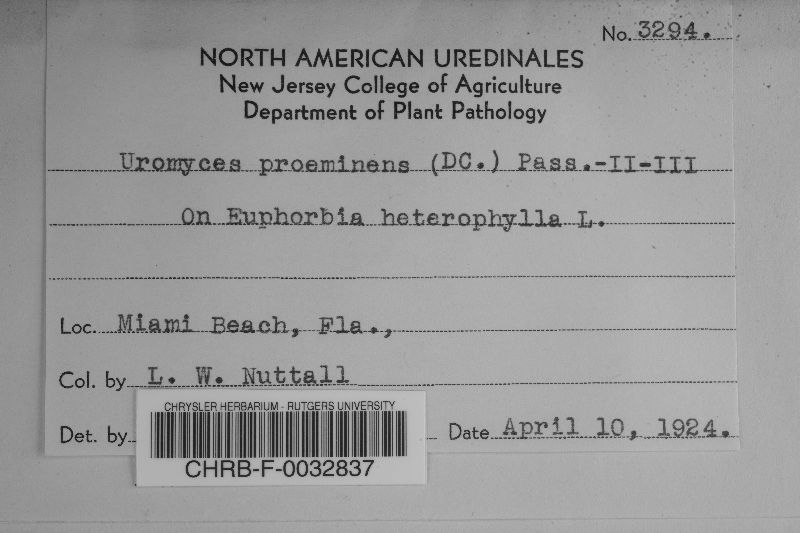 No. 3294.
NORTH AMERICAN UREDINALES
New Jersey College of Agriculture
Department of Plant Pathology
Uromyces proeminens (DC.) Pass.-II-III
On Euphorbia heterophylla L.
Loc. Miami Beach, Fla.,
Col. by L. W. Nuttall
CHRYSLER HERBARIUM - RUTGERS UNIVERSITY
Det. by Date April 10, 1924.
CHRB-F-0032837